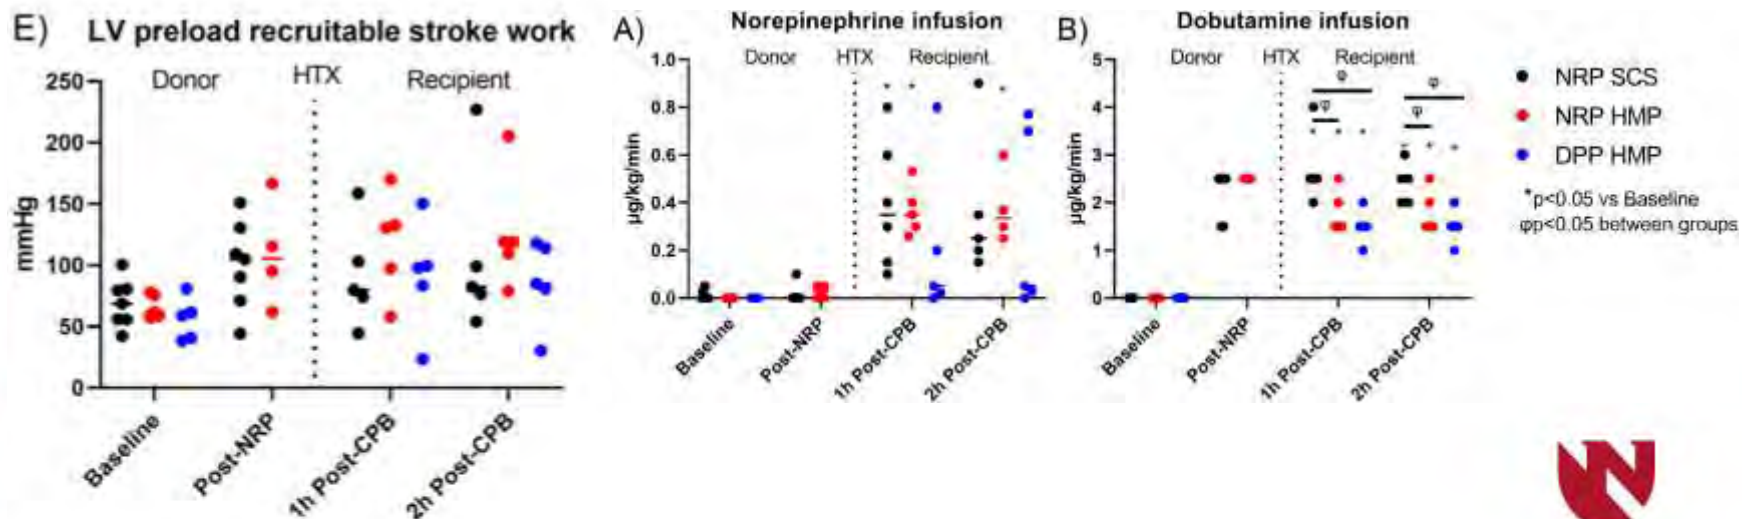 E) LV preload recruitable stroke work
Donor HTX Recipient
mmHg
250
200
150
100
50
0
Baseline
Post-NRP
1h Post-CPB
2h Post-CPB
A) Norepinephrine infusion
Donor HTX Recipient
µg/kg/min
1.0
0.8
0.6
0.4
0.2
0.0
* *
*
Baseline
Post-NRP
1h Post-CPB
2h Post-CPB
B) Dobutamine infusion
Donor HTX Recipient
µg/kg/min
5
4
3
2
1
0
φ
φ
* * *
φ
φ
* * *
Baseline
Post-NRP
1h Post-CPB
2h Post-CPB
NRP SCS
NRP HMP
DPP HMP
*p<0.05 vs Baseline
φp<0.05 between groups
N